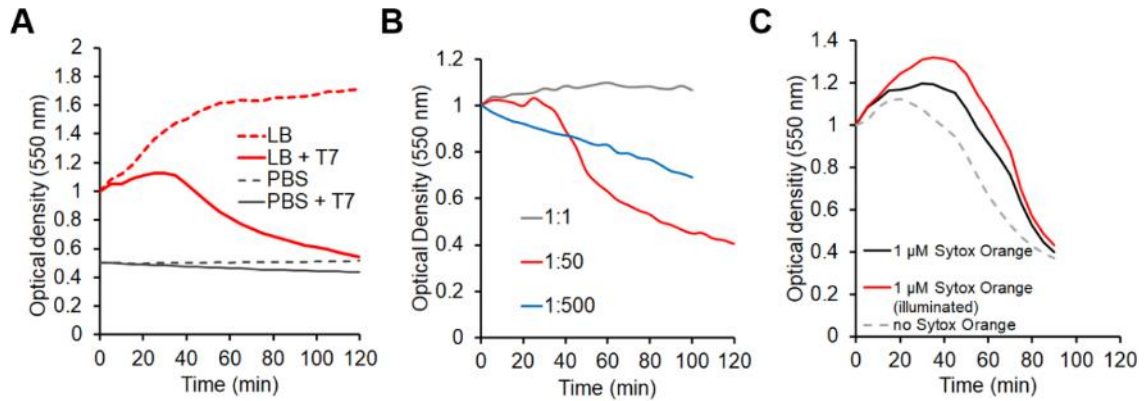 A
Optical density (550 nm)
2
1.8
1.6
1.4
1.2
1
0.8
0.6
0.4
0.2
0
LB
LB + T7
PBS
PBS + T7
0 20 40 60 80 100 120
Time (min)
B
Optical Density (550 nm)
1.2
1
0.8
0.6
0.4
0.2
0
1:1
1:50
1:500
0 20 40 60 80 100 120
Time (min)
C
Optical density (550 nm)
1.4
1.2
1
0.8
0.6
0.4
0.2
0
1 µM Sytox Orange
1 µM Sytox Orange
(illuminated)
no Sytox Orange
0 20 40 60 80 100 120
Time (min)